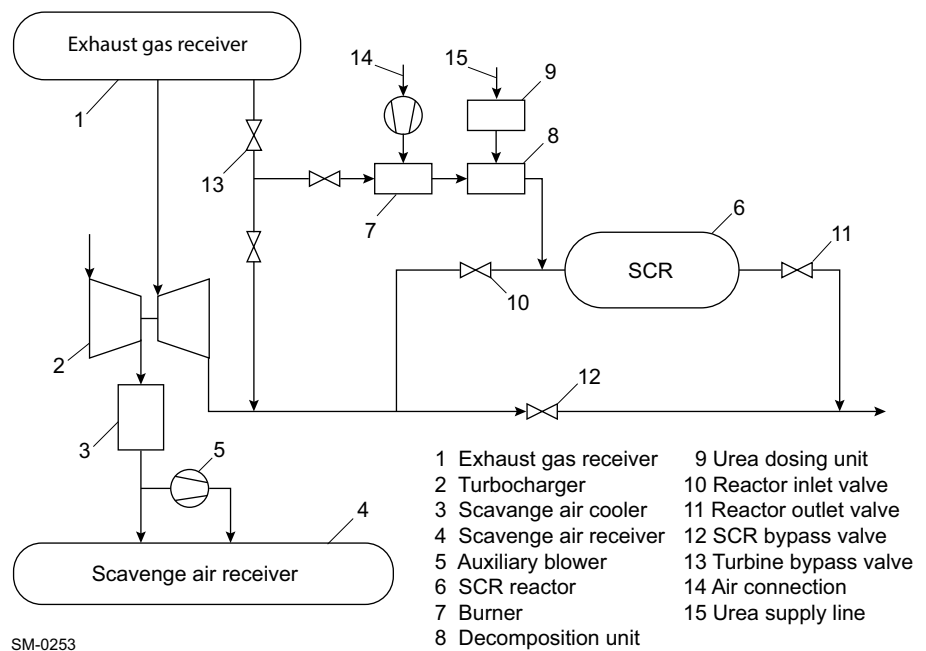 Exhaust gas receiver
1
14
15
9
8
13
7
6
SCR
11
10
2
12
3
5
4
Scavenge air receiver
1 Exhaust gas receiver
2 Turbocharger
3 Scavange air cooler
4 Scavenge air receiver
5 Auxiliary blower
6 SCR reactor
7 Burner
8 Decomposition unit
9 Urea dosing unit
10 Reactor inlet valve
11 Reactor outlet valve
12 SCR bypass valve
13 Turbine bypass valve
14 Air connection
15 Urea supply line
SM-0253